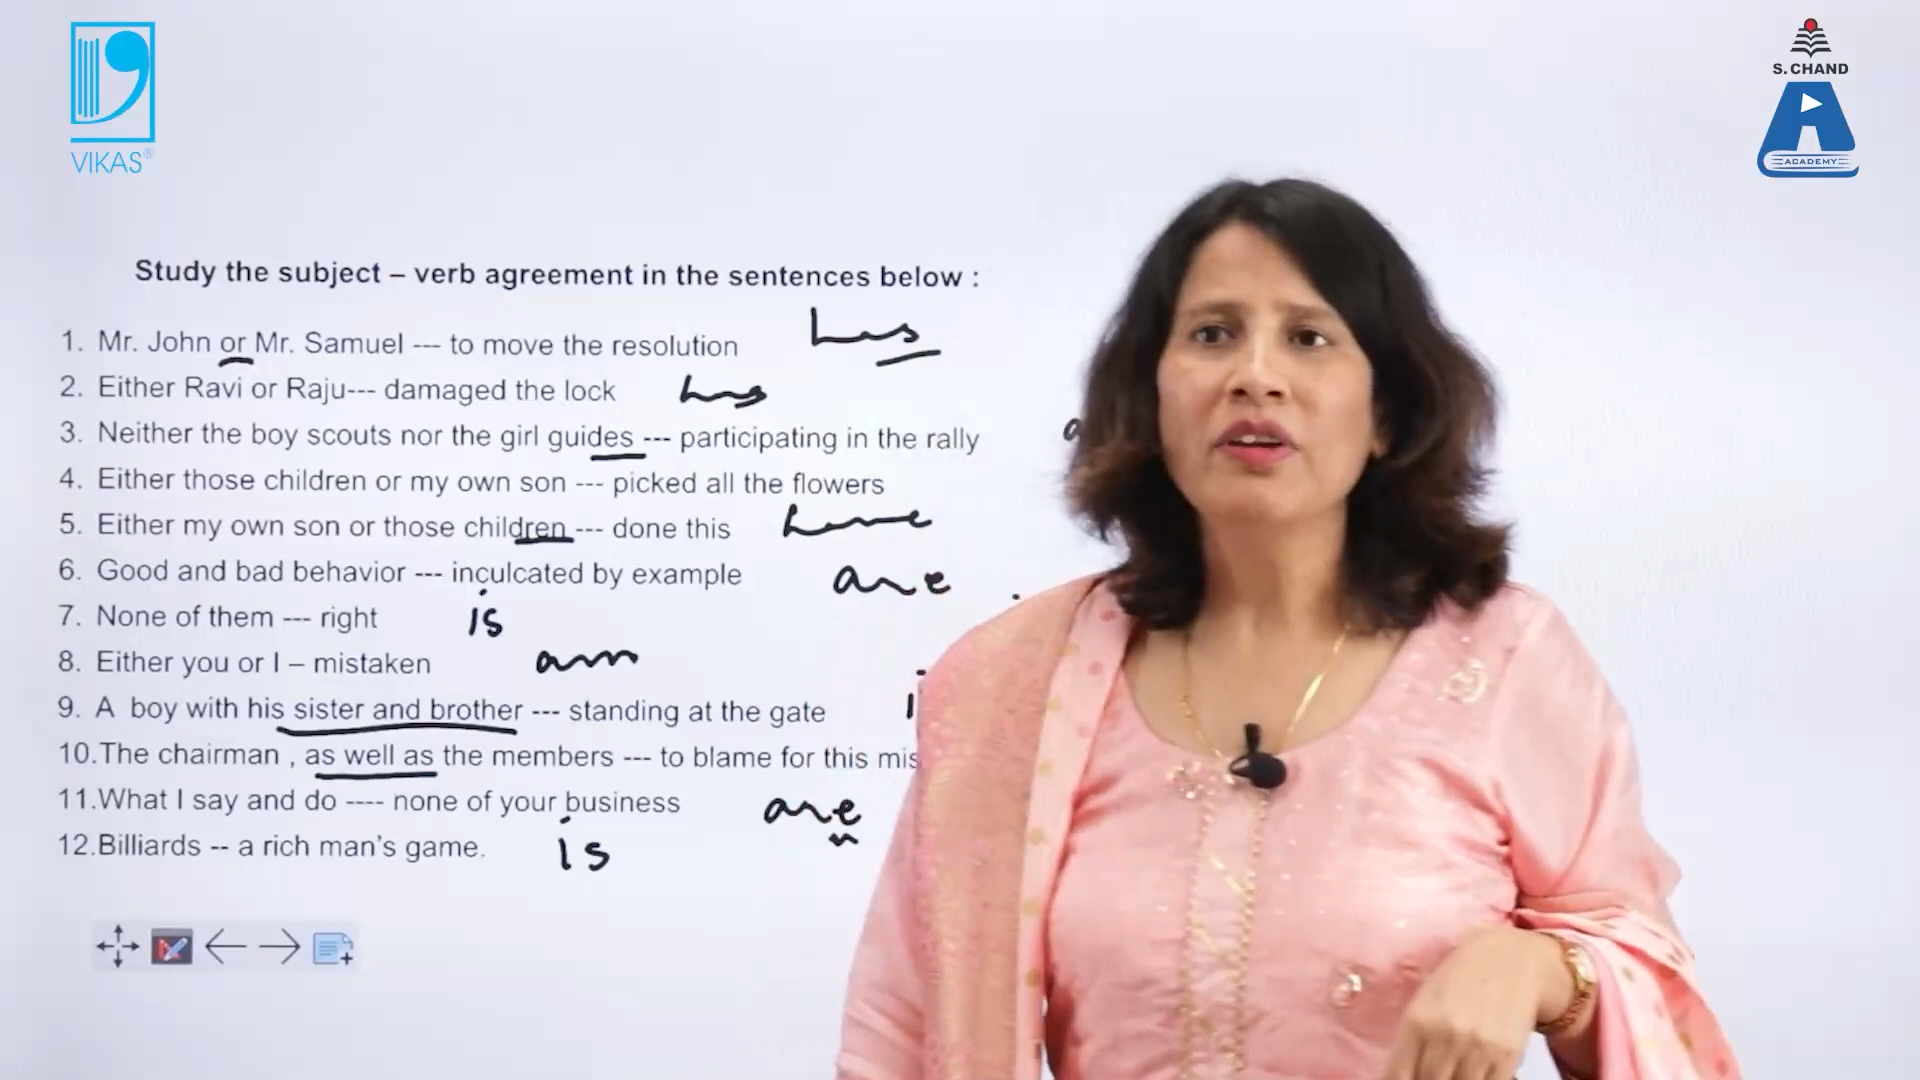 VIKAS®
S. CHAND
ACADEMY
Study the subject – verb agreement in the sentences below :
1. Mr. John or Mr. Samuel --- to move the resolution has
2. Either Ravi or Raju--- damaged the lock has
3. Neither the boy scouts nor the girl guides --- participating in the rally
4. Either those children or my own son --- picked all the flowers
5. Either my own son or those children --- done this have
6. Good and bad behavior --- inculcated by example are
7. None of them --- right is
8. Either you or I – mistaken am
9. A boy with his sister and brother --- standing at the gate
10.The chairman , as well as the members --- to blame for this mis
11.What I say and do ---- none of your business are
12.Billiards -- a rich man's game. is